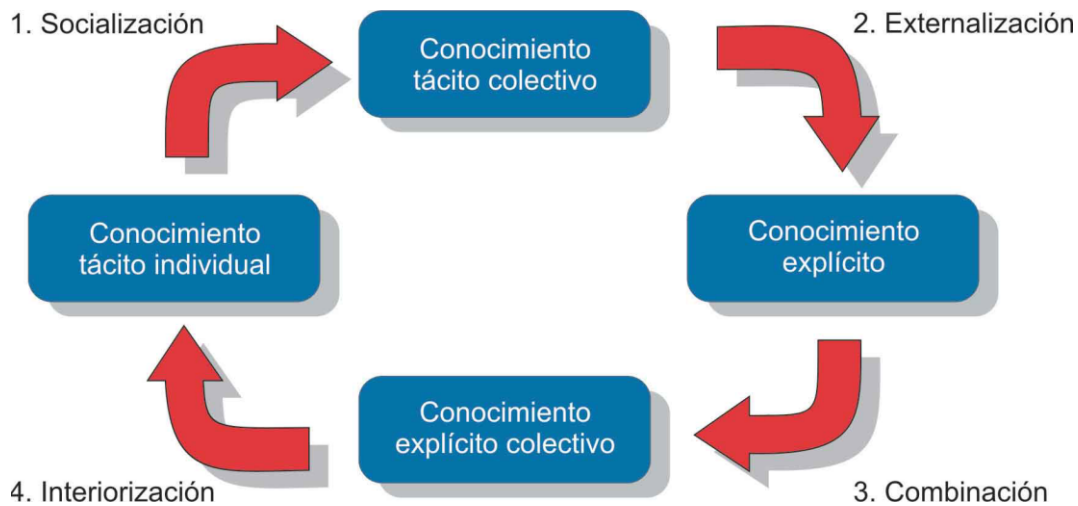 1. Socialización
Conocimiento
tácito colectivo
2. Externalización
Conocimiento
tácito individual
Conocimiento
explícito
Conocimiento
explícito colectivo
4. Interiorización
3. Combinación